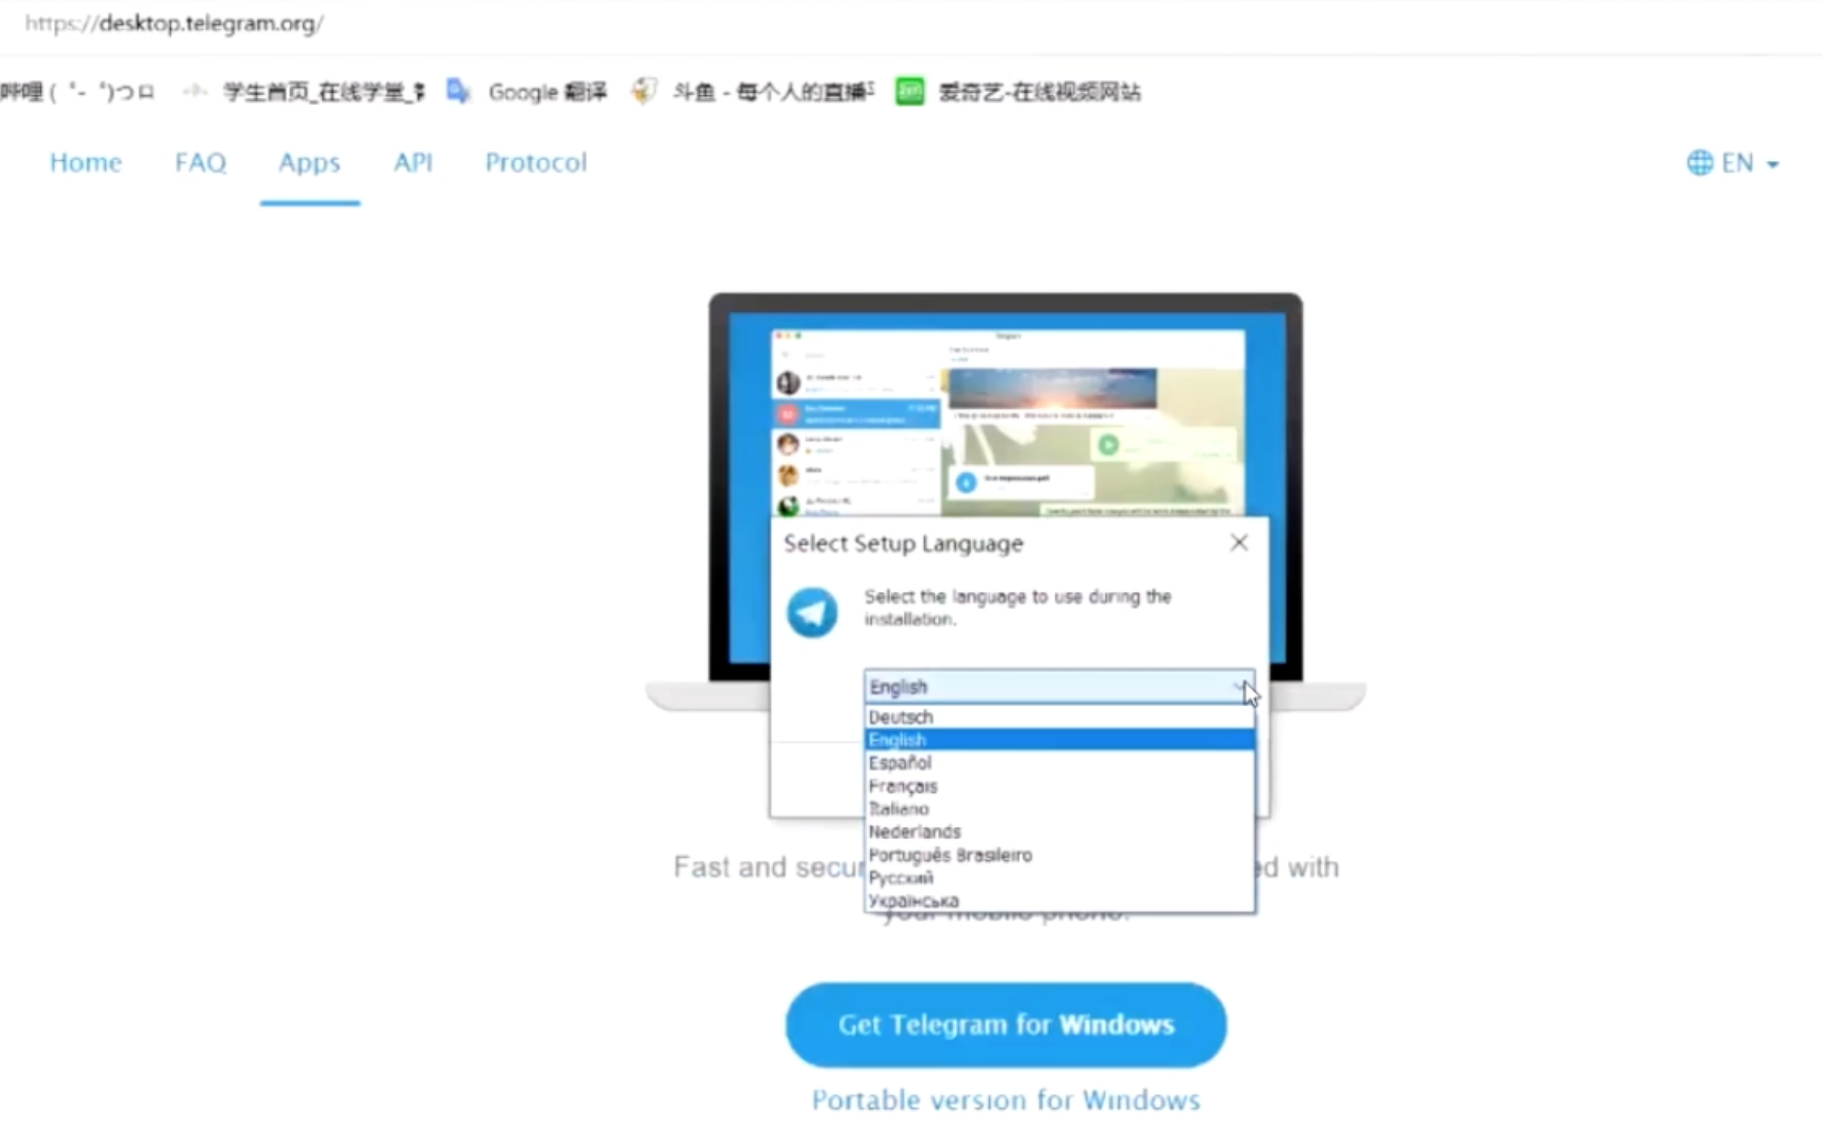 https://desktop.telegram.org/
哔哩 ( ゜- ゜)つロ 学生首页_在线学堂_ Google 翻译 斗鱼 - 每个人的直播 爱奇艺-在线视频网站
Home FAQ Apps API Protocol EN
Select Setup Language
Select the language to use during the
installation.
English
Deutsch
English
Español
Français
Italiano
Nederlands
Português Brasileiro
Русский
Українська
Fast and secur ed with
your mobile phone.
Get Telegram for Windows
Portable version for Windows